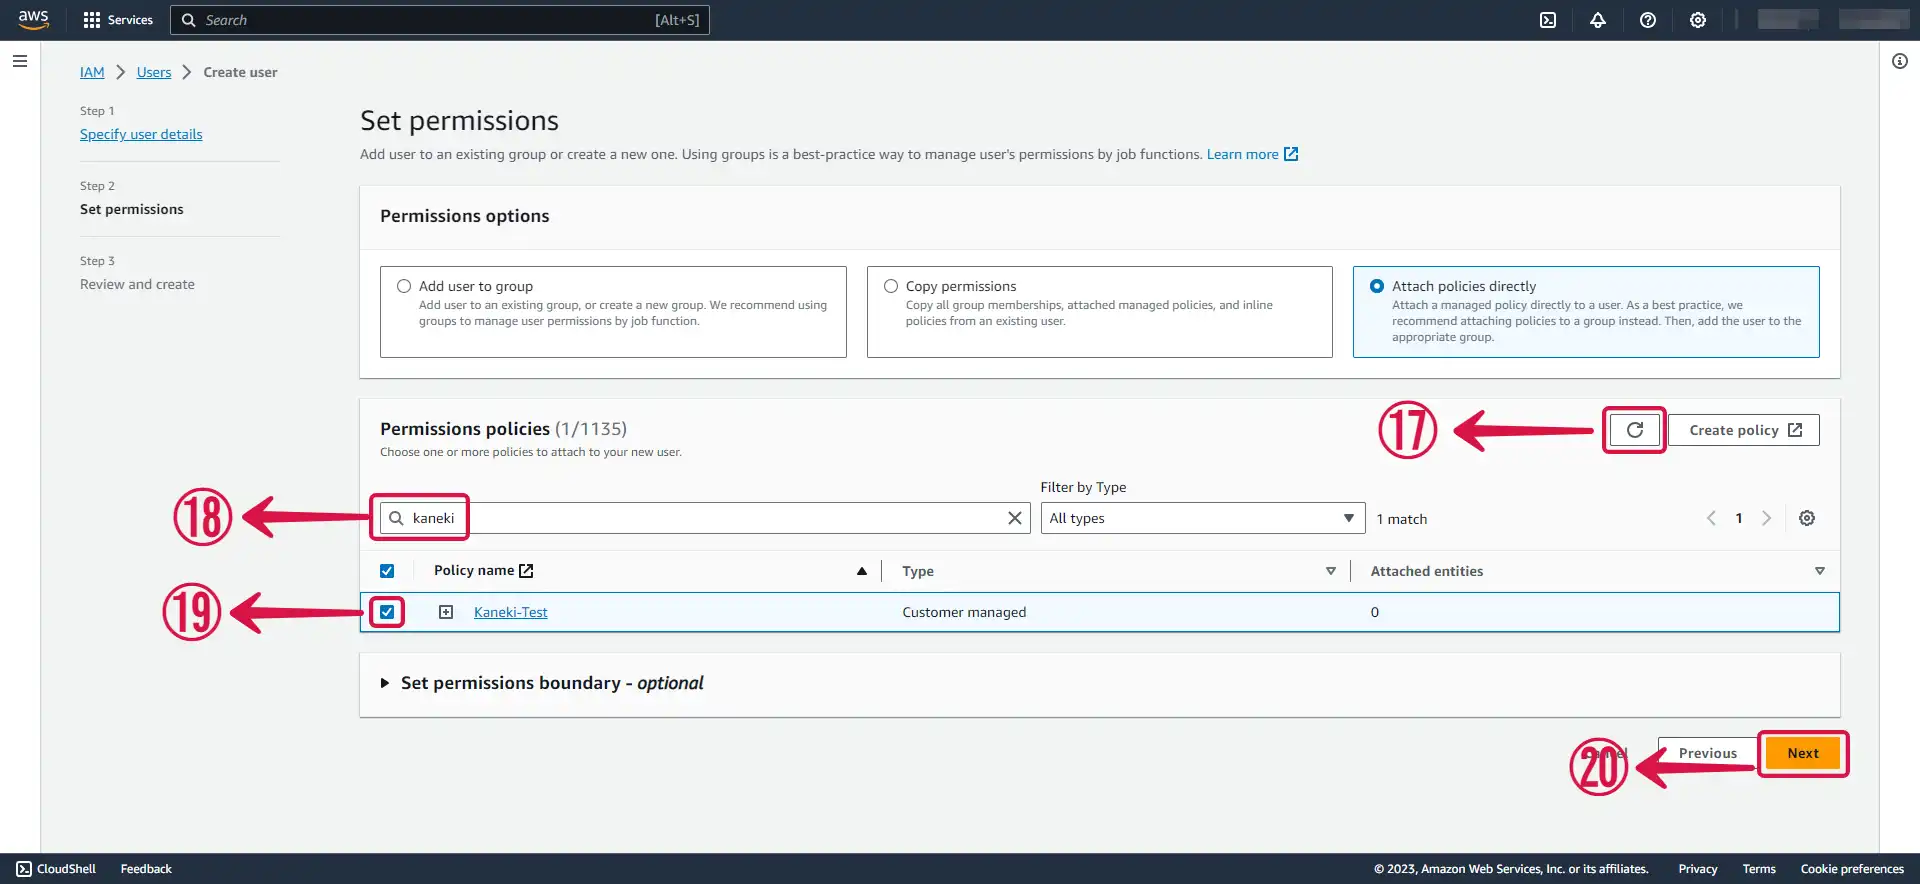 aws
Services
Search
[Alt+S]
IAM
Users
Create user
Step 1
Specify user details
Step 2
Set permissions
Step 3
Review and create
Set permissions
Add user to an existing group or create a new one. Using groups is a best-practice way to manage user's permissions by job functions. Learn more
Permissions options
Add user to group
Add user to an existing group, or create a new group. We recommend using
groups to manage user permissions by job function.
Copy permissions
Copy all group memberships, attached managed policies, and inline
policies from an existing user.
Attach policies directly
Attach a managed policy directly to a user. As a best practice, we
recommend attaching policies to a group instead. Then, add the user to the
appropriate group.
Permissions policies (1/1135)
Choose one or more policies to attach to your new user.
17
Create policy
Filter by Type
18
kaneki
All types
1 match
1
Policy name
Type
Attached entities
19
Kaneki-Test
Customer managed
0
Set permissions boundary - optional
20
Previous
Next
CloudShell
Feedback
© 2023, Amazon Web Services, Inc. or its affiliates.
Privacy
Terms
Cookie preferences